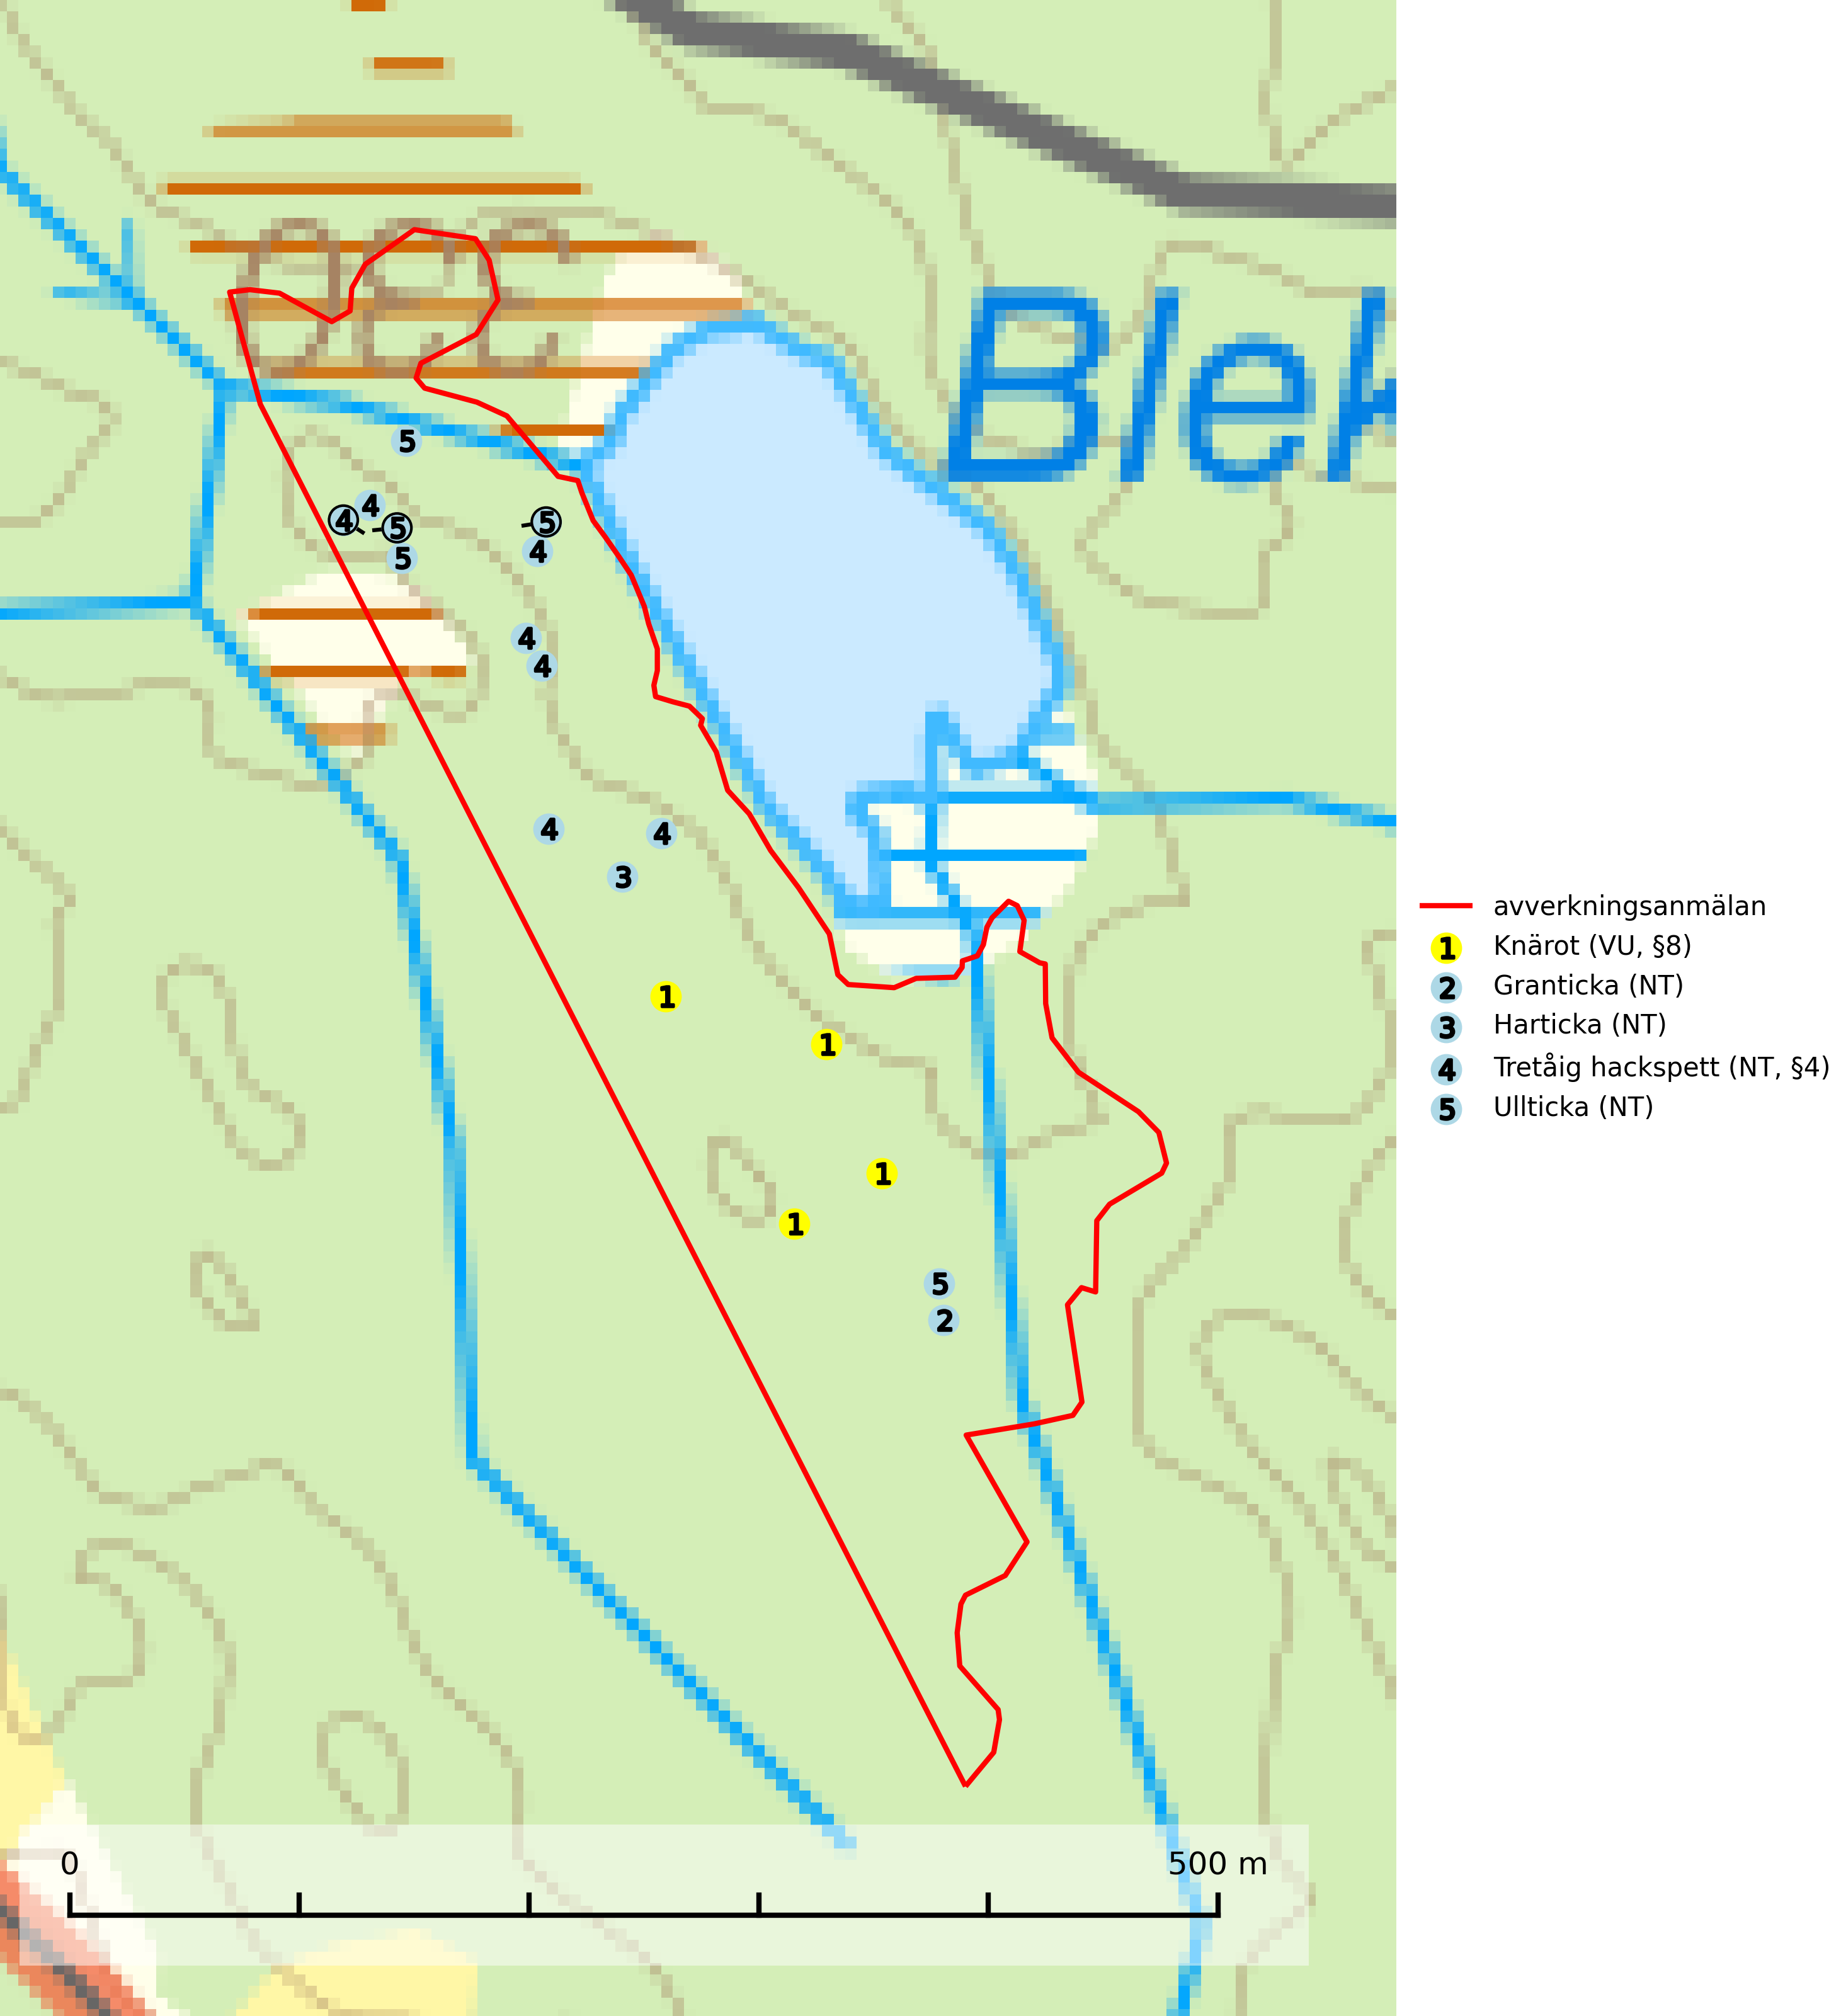 Blek
5
4
4
5
5
5
4
4
4
4
4
3
1
1
1
1
5
2
avverkningsanmälan
1 Knärot (VU, §8)
2 Granticka (NT)
3 Harticka (NT)
4 Tretåig hackspett (NT, §4)
5 Ullticka (NT)
0 500 m